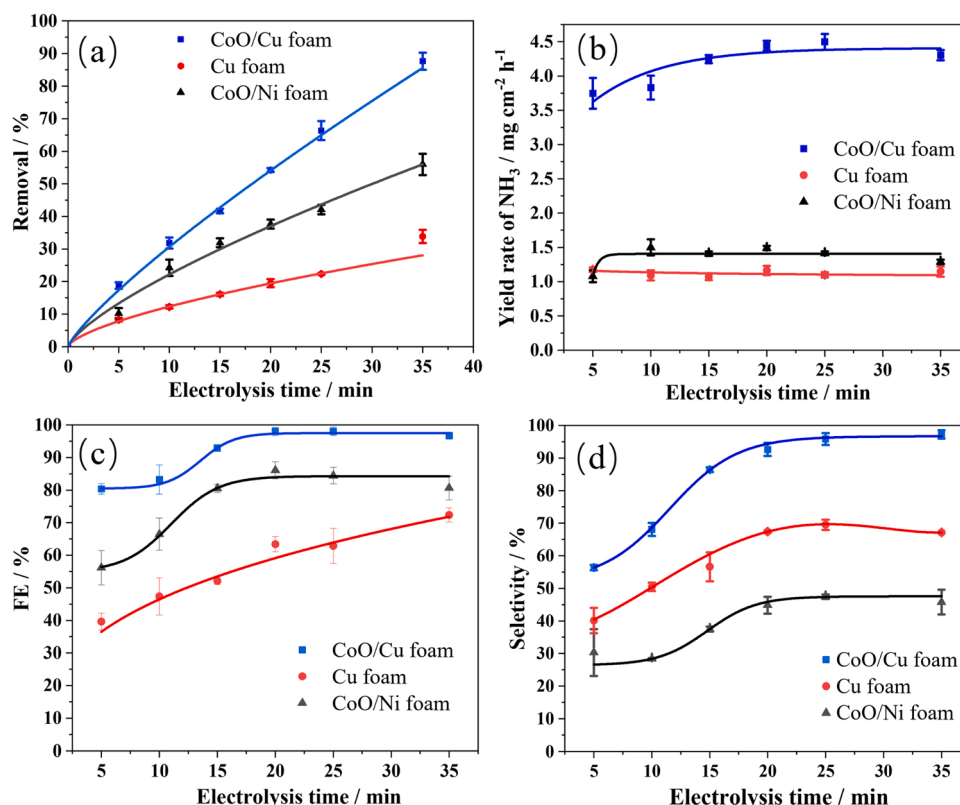 (a)
CoO/Cu foam
Cu foam
CoO/Ni foam
100
90
80
70
60
50
40
30
20
10
0
Removal / %
0 5 10 15 20 25 30 35 40
Electrolysis time / min
(b)
CoO/Cu foam
Cu foam
CoO/Ni foam
4.5
4.0
3.5
3.0
2.5
2.0
1.5
1.0
0.5
0.0
Yield rate of NH₃ / mg cm⁻² h⁻¹
5 10 15 20 25 30 35
Electrolysis time / min
(c)
100
90
80
70
60
50
40
30
20
10
0
FE / %
CoO/Cu foam
Cu foam
CoO/Ni foam
5 10 15 20 25 30 35
Electrolysis time / min
(d)
100
90
80
70
60
50
40
30
20
10
0
Seletivity / %
CoO/Cu foam
Cu foam
CoO/Ni foam
5 10 15 20 25 30 35
Electrolysis time / min